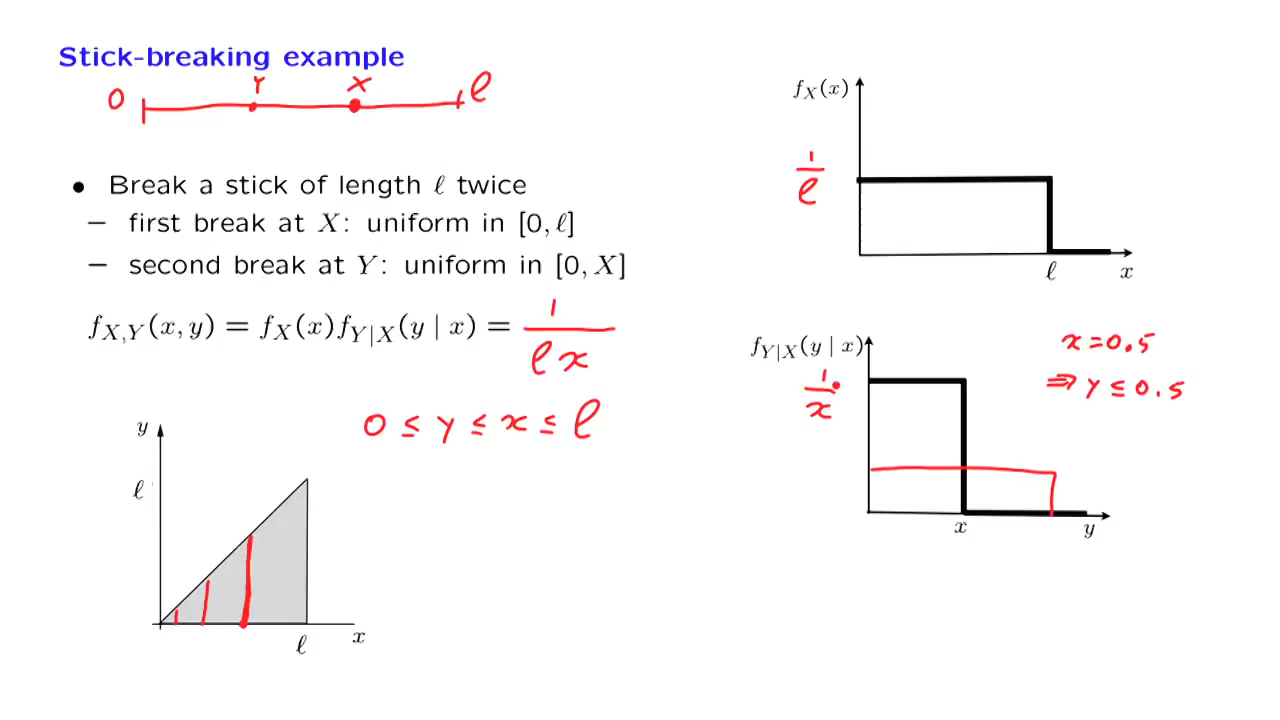 Stick-breaking example
0 Y X ℓ
• Break a stick of length ℓ twice
– first break at X: uniform in [0, ℓ]
– second break at Y: uniform in [0, X]
f_{X,Y}(x, y) = f_X(x) f_{Y|X}(y | x) = 1/(ℓx)
0 ≤ y ≤ x ≤ ℓ
y
ℓ
ℓ x
f_X(x)
1/ℓ
ℓ x
f_{Y|X}(y | x)
1/x
x = 0.5
⇒ y ≤ 0.5
x y